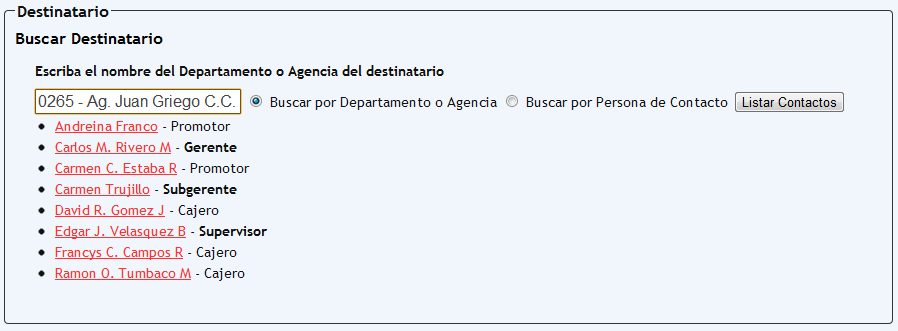 Destinatario
Buscar Destinatario
Escriba el nombre del Departamento o Agencia del destinatario
0265 - Ag. Juan Griego C.C. Buscar por Departamento o Agencia Buscar por Persona de Contacto Listar Contactos
Andreina Franco - Promotor
Carlos M. Rivero M - Gerente
Carmen C. Estaba R - Promotor
Carmen Trujillo - Subgerente
David R. Gomez J - Cajero
Edgar J. Velasquez B - Supervisor
Francys C. Campos R - Cajero
Ramon O. Tumbaco M - Cajero